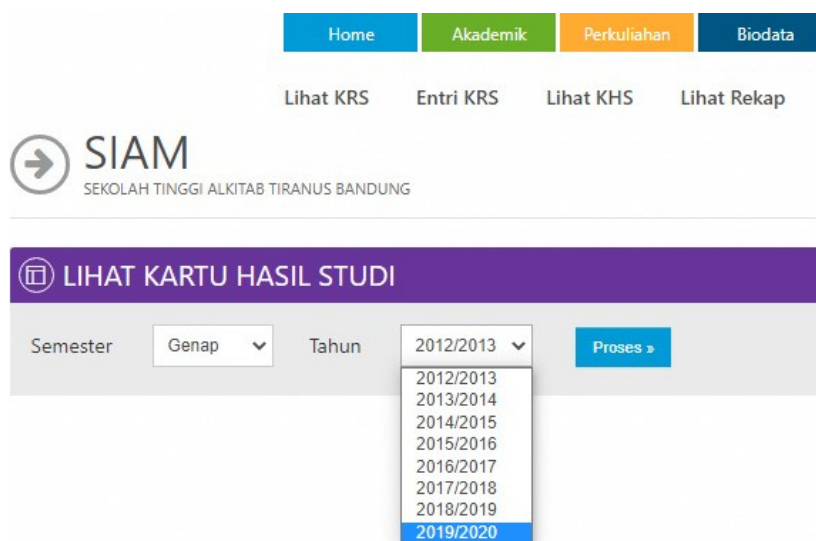 Home Akademik Perkuliahan Biodata
Lihat KRS Entri KRS Lihat KHS Lihat Rekap
SIAM
SEKOLAH TINGGI ALKITAB TIRANUS BANDUNG
LIHAT KARTU HASIL STUDI
Semester Genap Tahun 2012/2013 Proses »
2012/2013
2013/2014
2014/2015
2015/2016
2016/2017
2017/2018
2018/2019
2019/2020